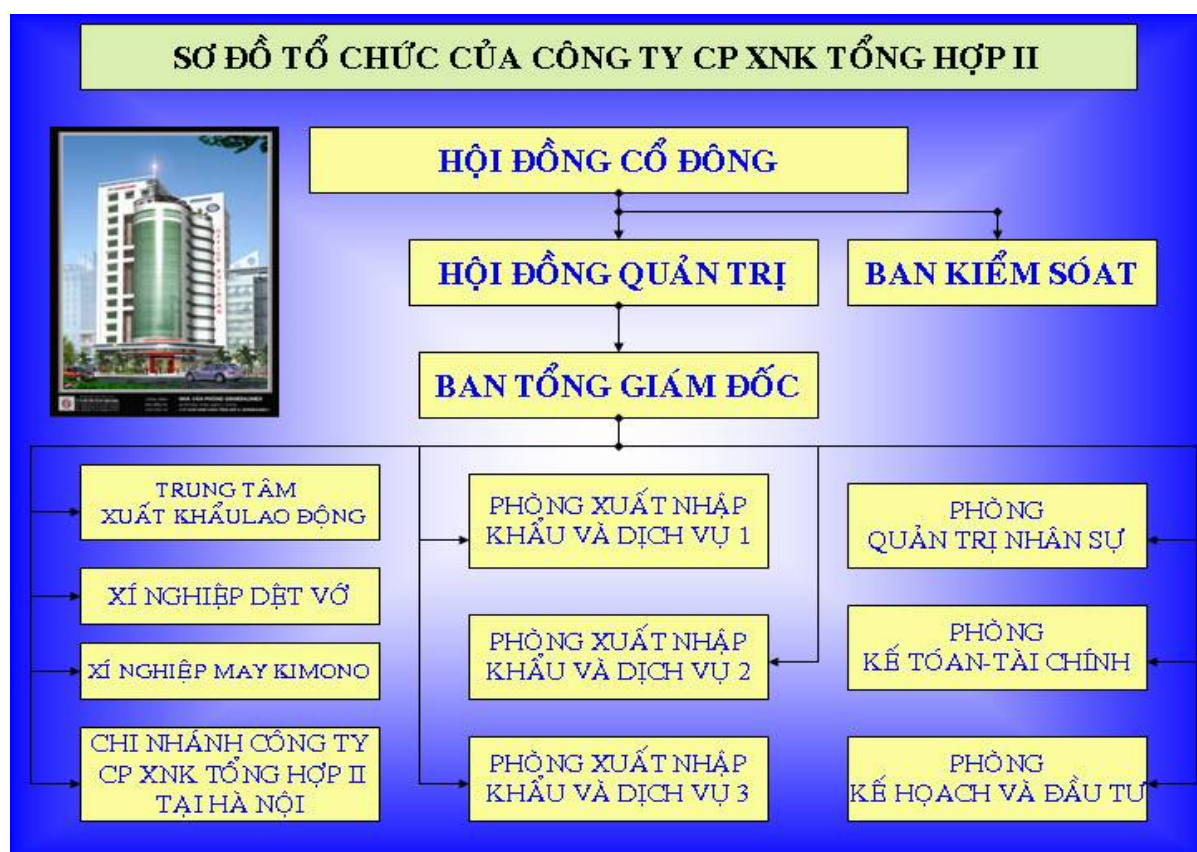 SƠ ĐỒ TỔ CHỨC CỦA CÔNG TY CP XNK TỔNG HỢP II
HỘI ĐỒNG CỔ ĐÔNG
HỘI ĐỒNG QUẢN TRỊ
BAN KIỂM SÓAT
BAN TỔNG GIÁM ĐỐC
TRUNG TÂM
XUẤT KHẨULAO ĐỘNG
XÍ NGHIỆP DỆT VỚ
XÍ NGHIỆP MAY KIMONO
CHI NHÁNH CÔNG TY
CP XNK TỔNG HỢP II
TẠI HÀ NỘI
PHÒNG XUẤT NHẬP
KHẨU VÀ DỊCH VỤ 1
PHÒNG XUẤT NHẬP
KHẨU VÀ DỊCH VỤ 2
PHÒNG XUẤT NHẬP
KHẨU VÀ DỊCH VỤ 3
PHÒNG
QUẢN TRỊ NHÂN SỰ
PHÒNG
KẾ TÓAN-TÀI CHÍNH
PHÒNG
KẾ HỌACH VÀ ĐẦU TƯ